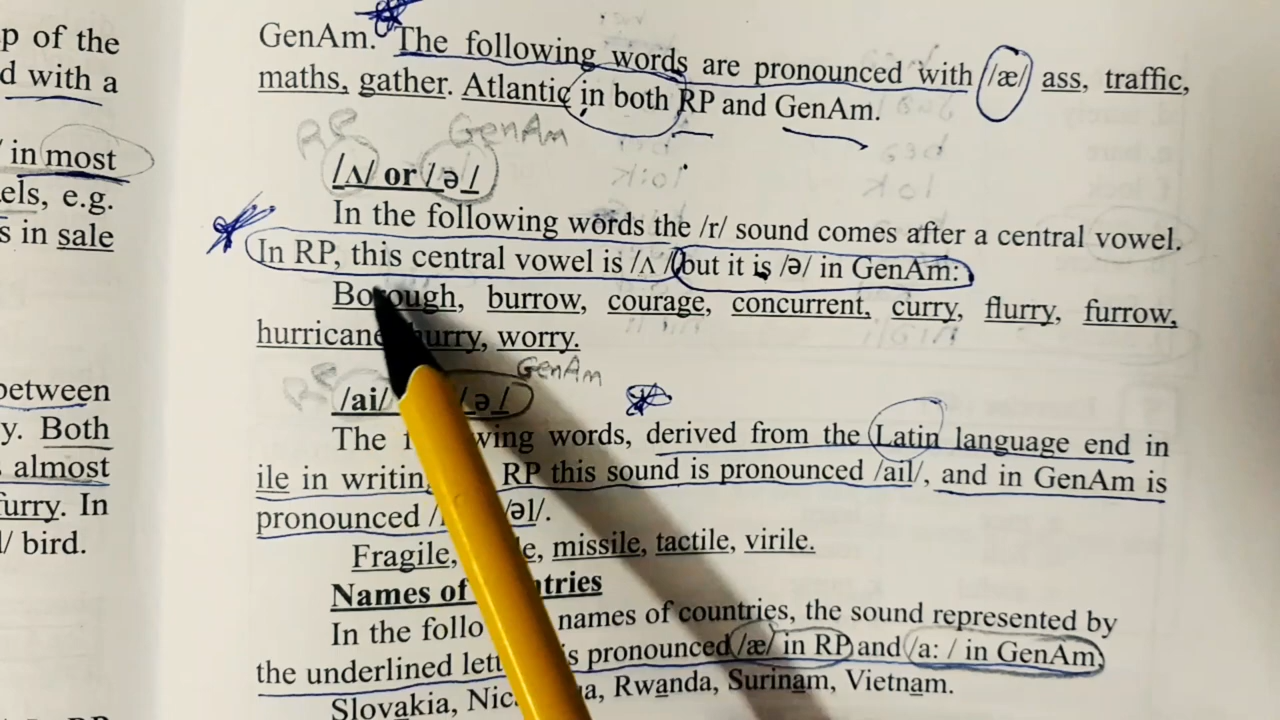 p of the
d with a
/ in most
els, e.g.
s in sale
between
y. Both
almost
furry. In
l/ bird.
GenAm. The following words are pronounced with /æ/ ass, traffic,
maths, gather. Atlantic in both RP and GenAm.
RP GenAm
/ʌ/ or /ə/
In the following words the /r/ sound comes after a central vowel.
In RP, this central vowel is /ʌ/ but it is /ə/ in GenAm:
Borough, burrow, courage, concurrent, curry, flurry, furrow,
hurricane hurry, worry.
RP GenAm
/ai/ /ə/
The wing words, derived from the Latin language end in
ile in writing RP this sound is pronounced /ail/, and in GenAm is
pronounced / /əl/.
Fragile, missile, tactile, virile.
Names of
In the follo names of countries, the sound represented by
the underlined lett s pronounced /æ/ in RP and /a: / in GenAm,
Slovakia, Nic a, Rwanda, Surinam, Vietnam.